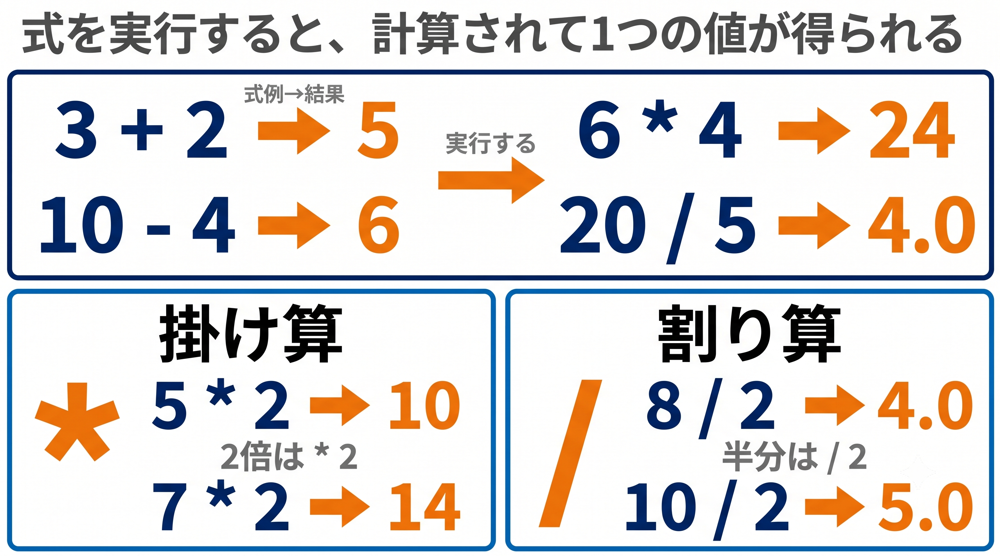 式を実行すると、計算されて1つの値が得られる
式例→結果
3 + 2 → 5
10 - 4 → 6
実行する
6 * 4 → 24
20 / 5 → 4.0
掛け算
*
5 * 2 → 10
2倍は * 2
7 * 2 → 14
割り算
/
8 / 2 → 4.0
半分は / 2
10 / 2 → 5.0